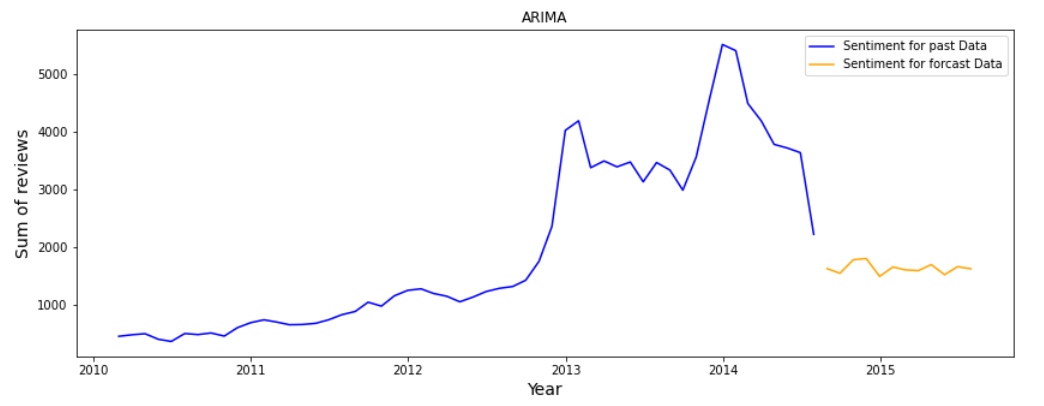 ARIMA
Sentiment for past Data
Sentiment for forcast Data
Sum of reviews
5000
4000
3000
2000
1000
2010
2011
2012
2013
2014
2015
Year